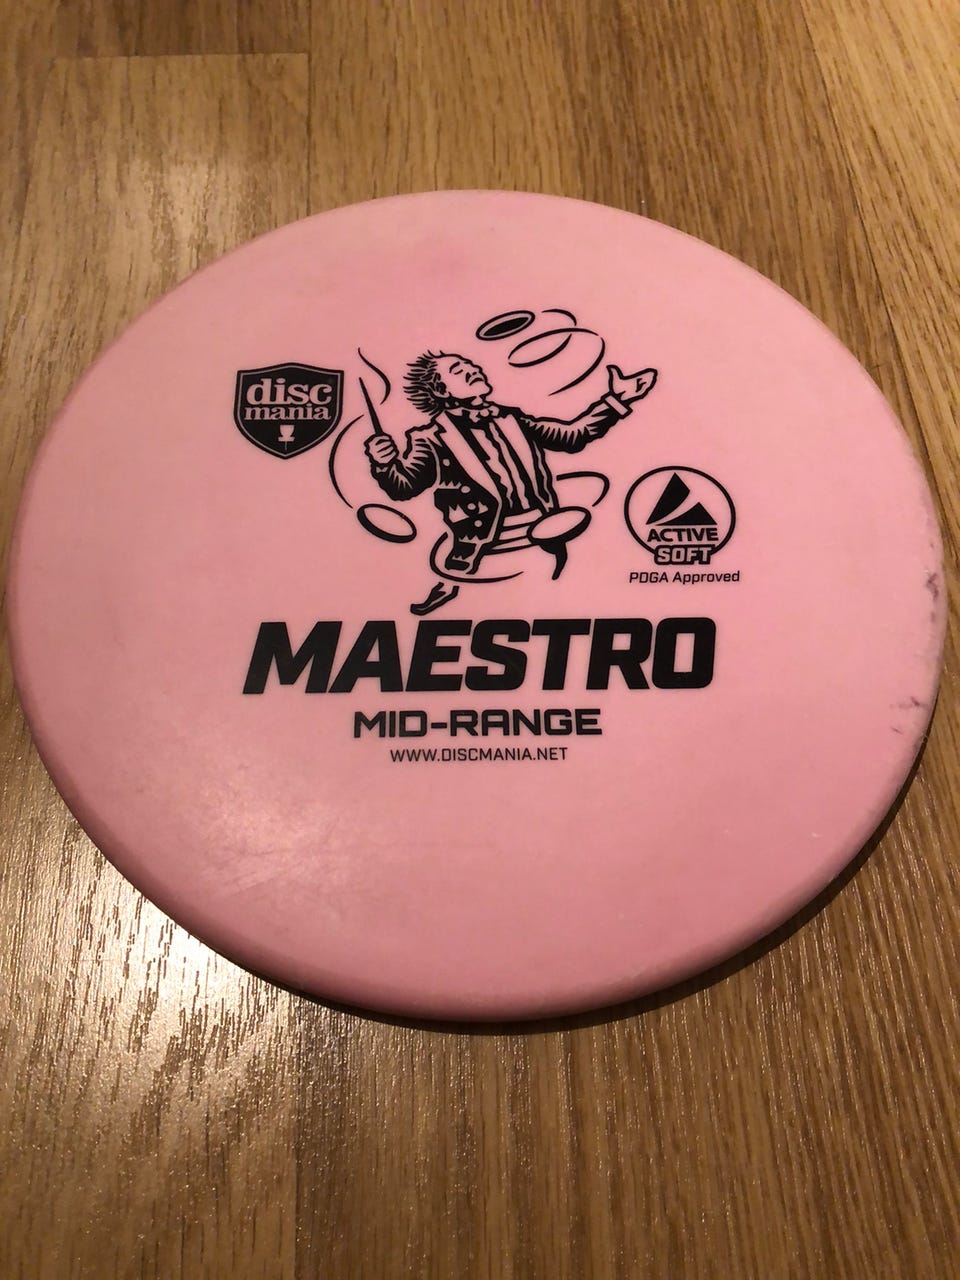 disc
mania
ACTIVE
SOFT
PDGA Approved
MAESTRO
MID-RANGE
WWW.DISCMANIA.NET